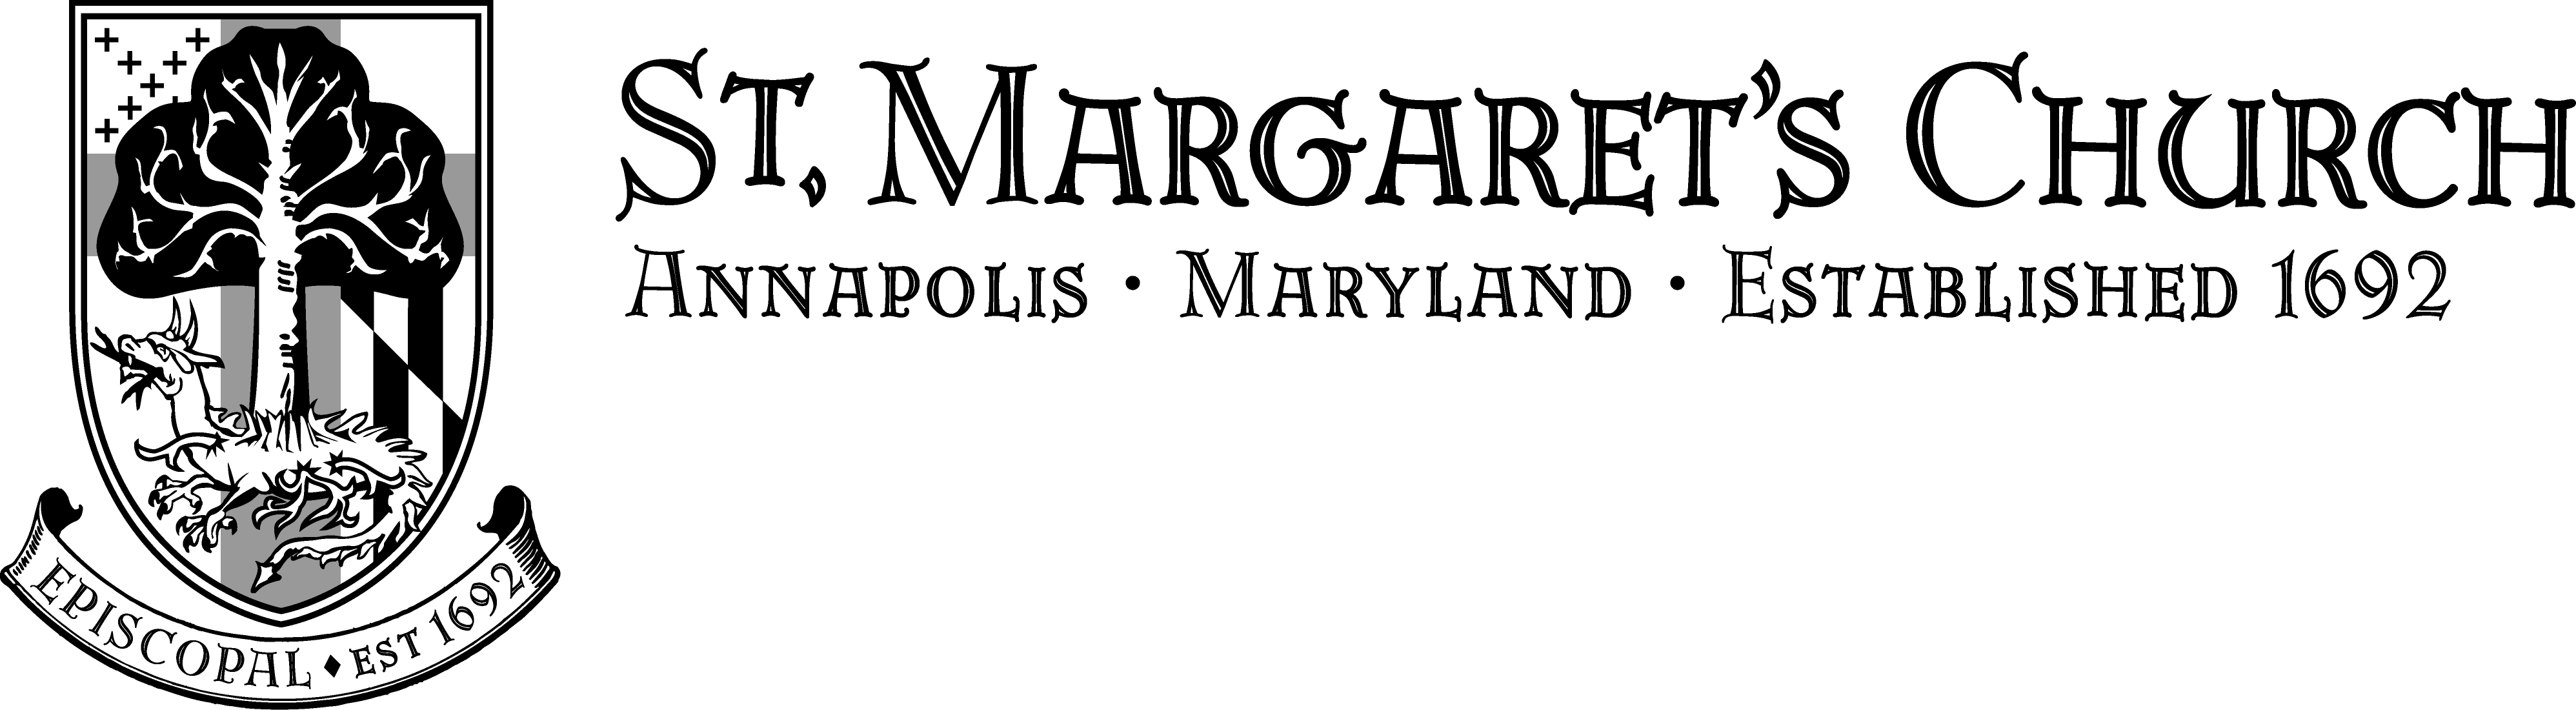 St. Margaret's Church
Annapolis • Maryland • Established 1692
EPISCOPAL ♦ EST 1692